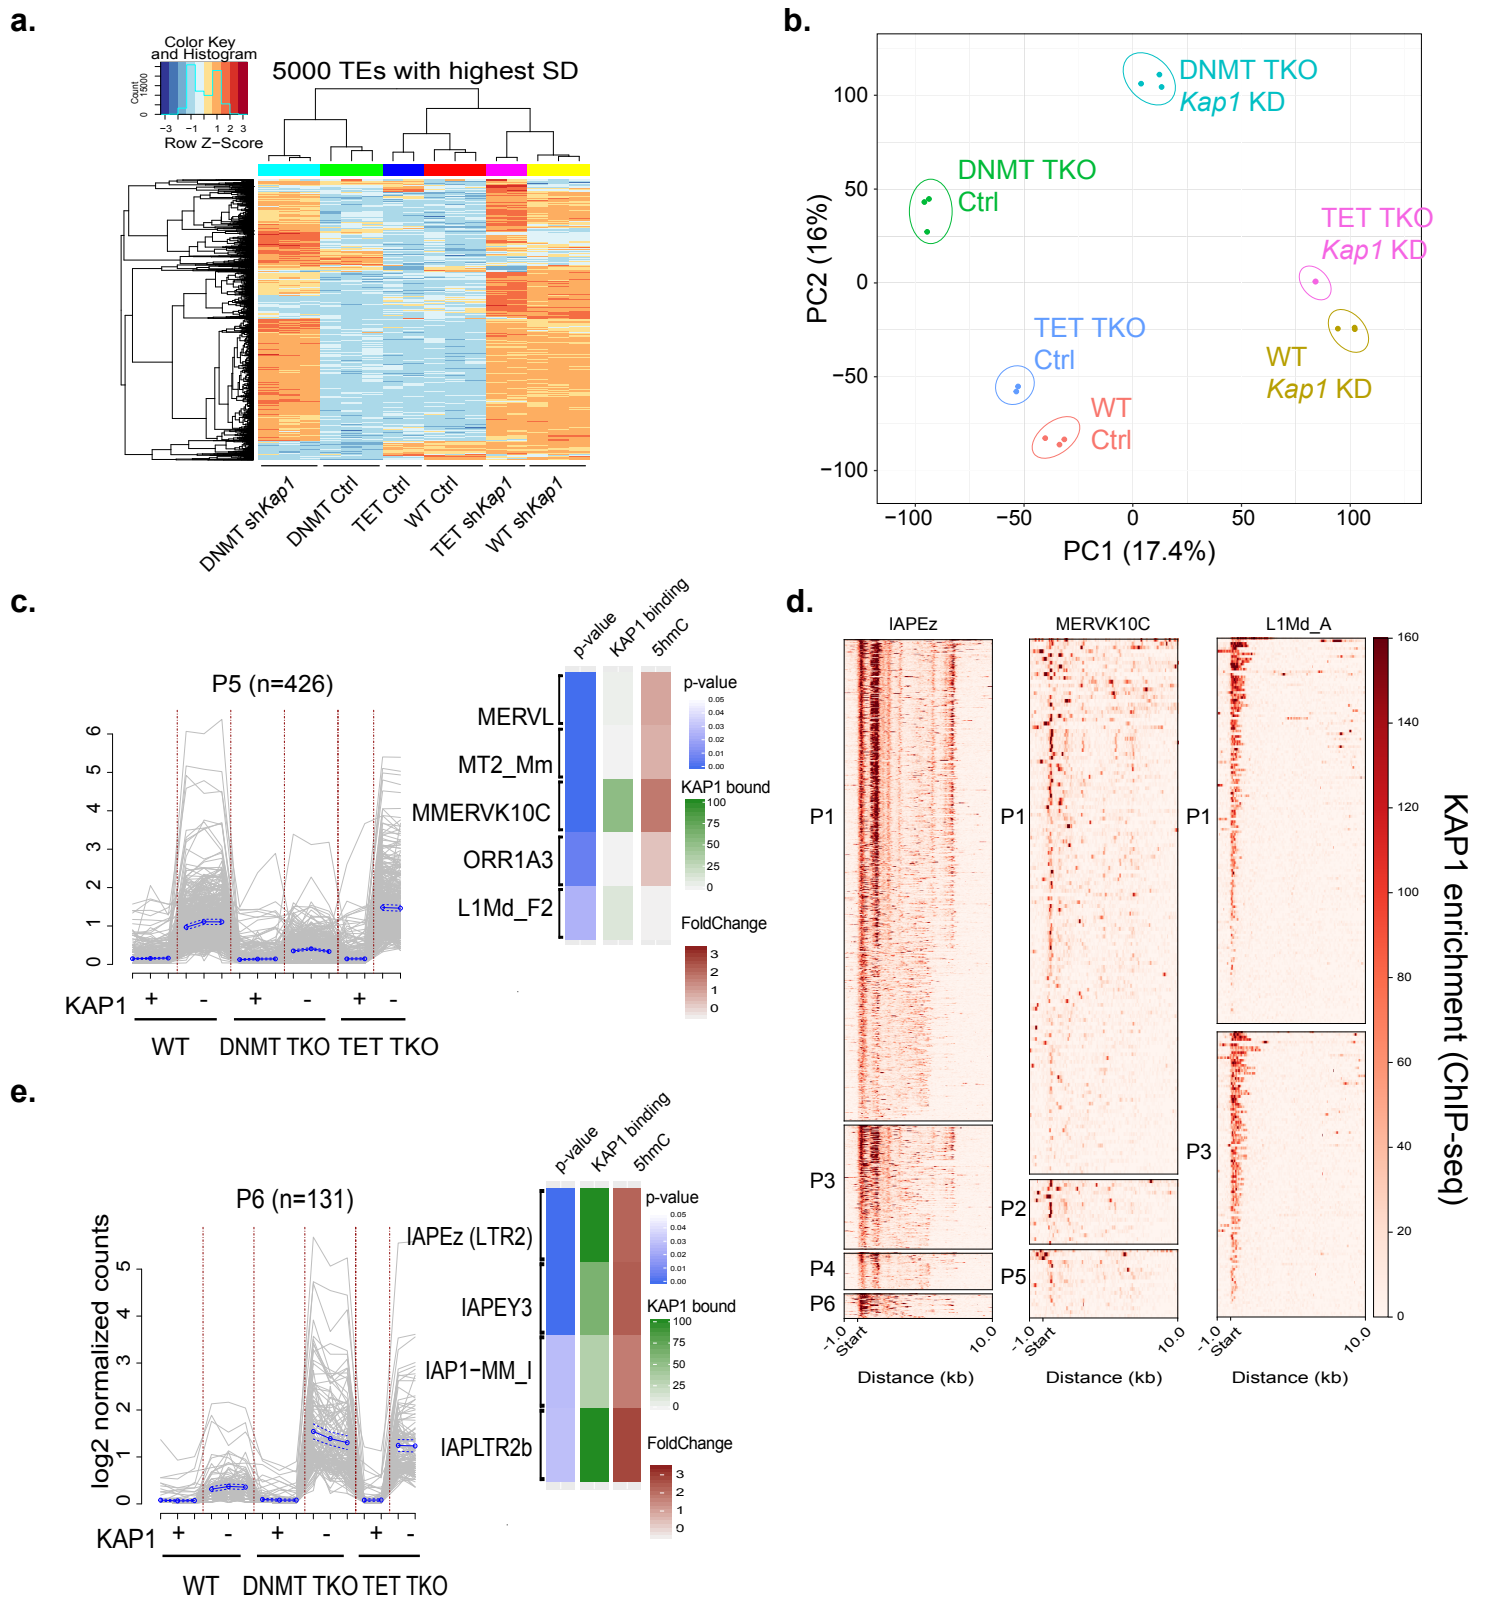 a.
Color Key
and Histogram
Count
0 15000
−3 −1 1 2 3
Row Z−Score
5000 TEs with highest SD
DNMT shKap1
DNMT Ctrl
TET Ctrl
WT Ctrl
TET shKap1
WT shKap1
b.
PC2 (16%)
100
50
0
−50
−100
DNMT TKO
Kap1 KD
DNMT TKO
Ctrl
TET TKO
Kap1 KD
TET TKO
Ctrl
WT
Kap1 KD
WT
Ctrl
−100 −50 0 50 100
PC1 (17.4%)
c.
P5 (n=426)
6
5
4
3
2
1
0
KAP1 + - + - + -
WT DNMT TKO TET TKO
p-value
KAP1 binding
5hmC
MERVL
MT2_Mm
MMERVK10C
ORR1A3
L1Md_F2
p-value
0.05
0.04
0.03
0.02
0.01
0.00
KAP1 bound
100
75
50
25
0
FoldChange
3
2
1
0
d.
IAPEz MERVK10C L1Md_A
P1
P3
P4
P6
P1
P2
P5
P1
P3
-1.0 Start 10.0
-1.0 Start 10.0
-1.0 Start 10.0
Distance (kb) Distance (kb) Distance (kb)
160
140
120
100
80
60
40
20
0
KAP1 enrichment (ChIP-seq)
e.
P6 (n=131)
log2 normalized counts
5
4
3
2
1
0
KAP1 + - + - + -
WT DNMT TKO TET TKO
p-value
KAP1 binding
5hmC
IAPEz (LTR2)
IAPEY3
IAP1−MM_I
IAPLTR2b
p-value
0.05
0.04
0.03
0.02
0.01
0.00
KAP1 bound
100
75
50
25
0
FoldChange
3
2
1
0